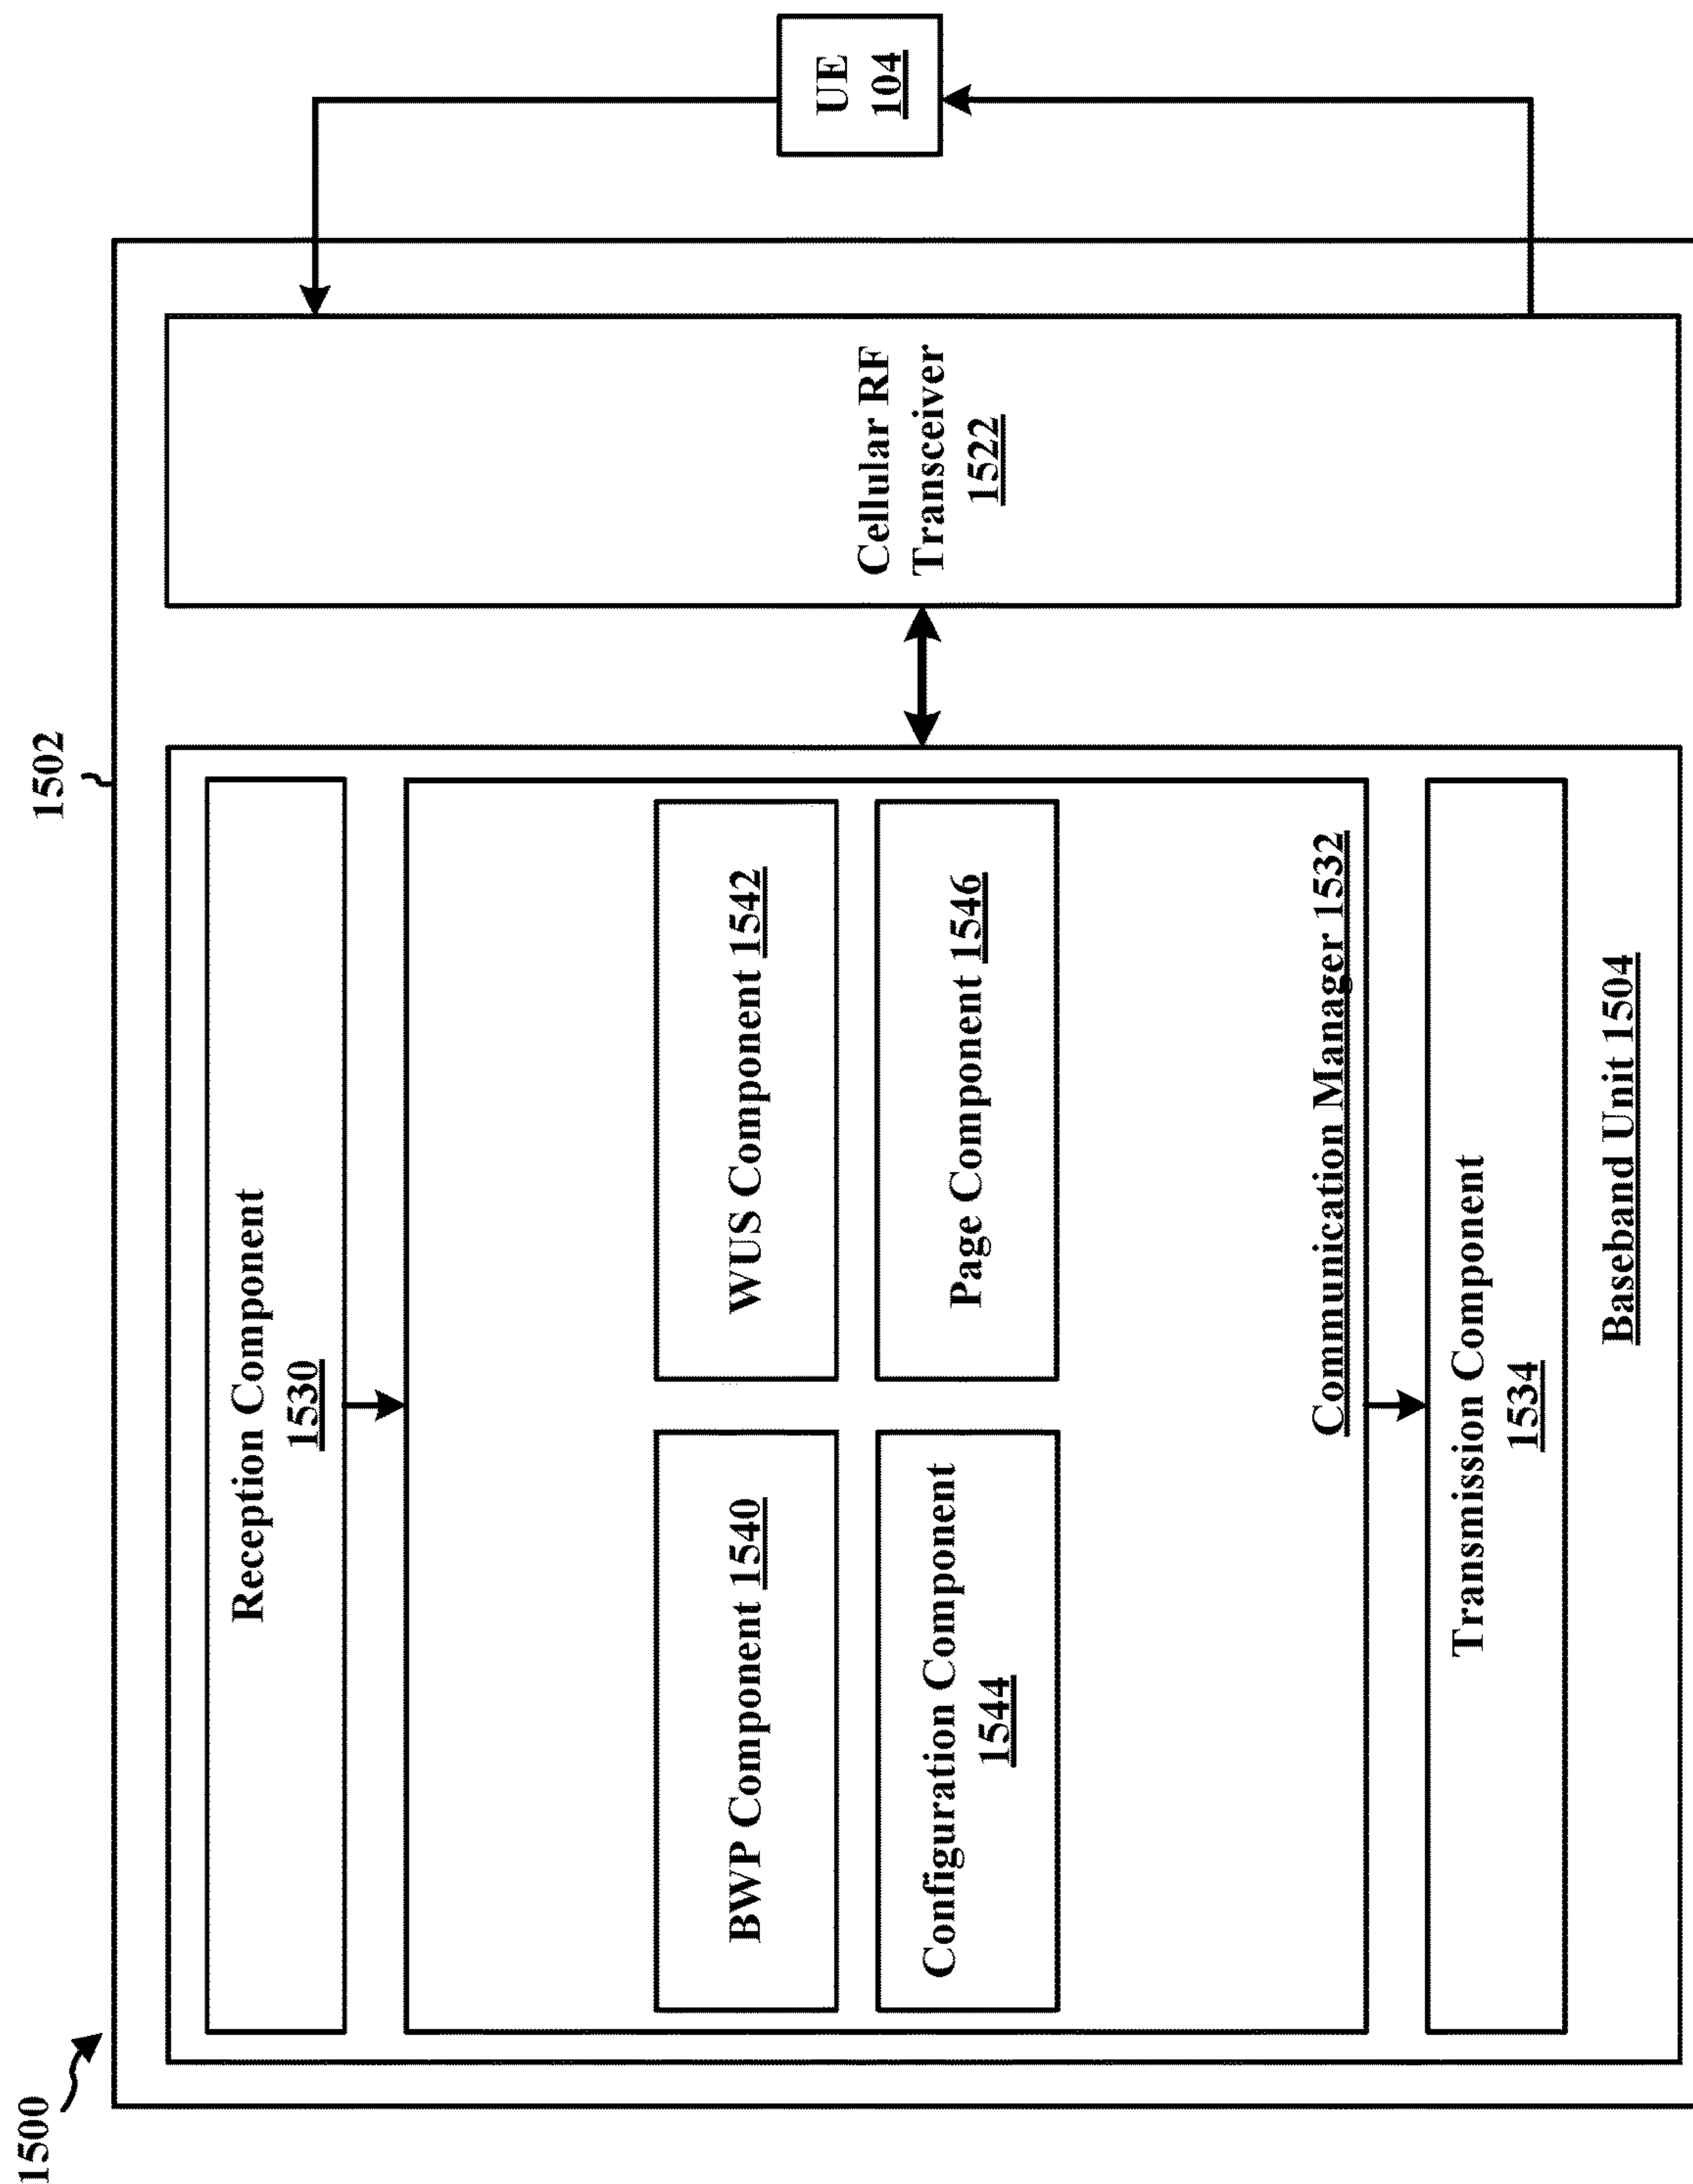 1500
1502
Reception Component
1530
BWP Component 1540
WUS Component 1542
Configuration Component
1544
Page Component 1546
Communication Manager 1532
Transmission Component
1534
Baseband Unit 1504
Cellular RF
Transceiver
1522
UE
104